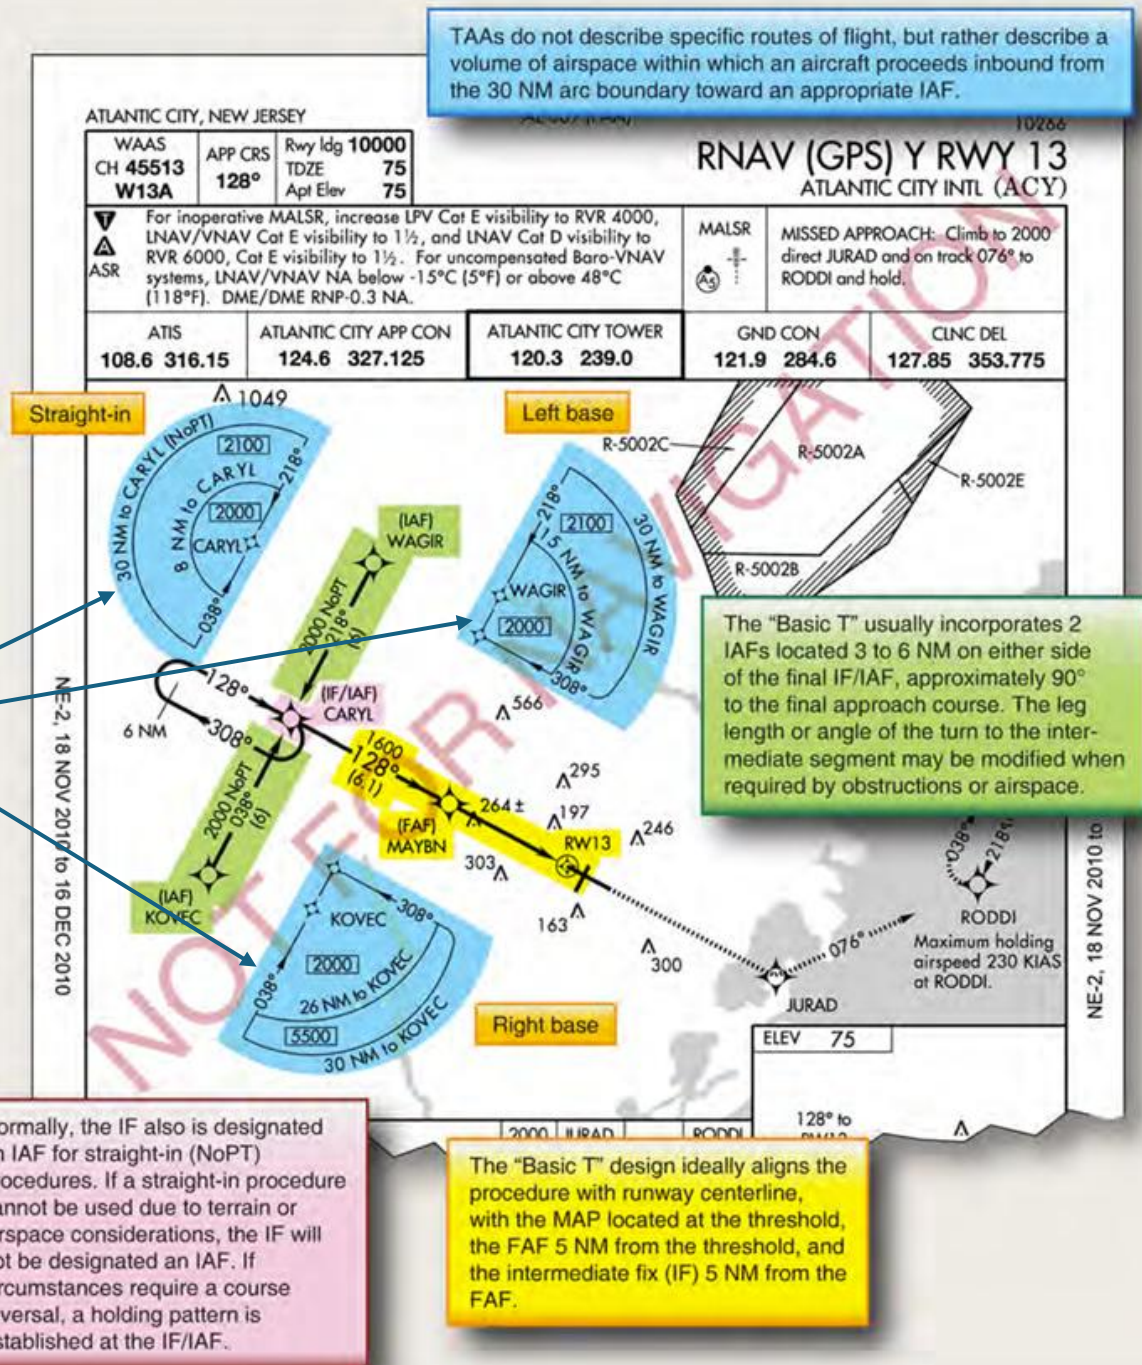 TAAs do not describe specific routes of flight, but rather describe a
volume of airspace within which an aircraft proceeds inbound from
the 30 NM arc boundary toward an appropriate IAF.
ATLANTIC CITY, NEW JERSEY
10266
WAAS
CH 45513
W13A
APP CRS
128°
Rwy ldg 10000
TDZE 75
Apt Elev 75
RNAV (GPS) Y RWY 13
ATLANTIC CITY INTL (ACY)
T
A
ASR
For inoperative MALSR, increase LPV Cat E visibility to RVR 4000,
LNAV/VNAV Cat E visibility to 1½, and LNAV Cat D visibility to
RVR 6000, Cat E visibility to 1½. For uncompensated Baro-VNAV
systems, LNAV/VNAV NA below -15°C (5°F) or above 48°C
(118°F). DME/DME RNP-0.3 NA.
MALSR
A5
MISSED APPROACH: Climb to 2000
direct JURAD and on track 076° to
RODDI and hold.
ATIS
108.6 316.15
ATLANTIC CITY APP CON
124.6 327.125
ATLANTIC CITY TOWER
120.3 239.0
GND CON
121.9 284.6
CLNC DEL
127.85 353.775
Straight-in
1049
30 NM to CARYL (NoPT)
2100
8 NM to CARYL
218°
2000
CARYL
038°
Left base
218°
2100
30 NM to WAGIR
15 NM to WAGIR
WAGIR
2000
308°
R-5002C
R-5002A
R-5002E
R-5002B
(IAF)
WAGIR
2000 NoPT
218°
(6)
The "Basic T" usually incorporates 2
IAFs located 3 to 6 NM on either side
of the final IF/IAF, approximately 90°
to the final approach course. The leg
length or angle of the turn to the inter-
mediate segment may be modified when
required by obstructions or airspace.
128°
308°
6 NM
(IF/IAF)
CARYL
566
1600
128°
(6.1)
295
264±
197
246
(FAF)
MAYBN
RW13
303
163
300
2000 NoPT
038°
(6)
(IAF)
KOVEC
KOVEC
308°
2000
038°
26 NM to KOVEC
5500
30 NM to KOVEC
Right base
076°
JURAD
038°
218°
RODDI
Maximum holding
airspeed 230 KIAS
at RODDI.
NE-2, 18 NOV 2010 to 16 DEC 2010
NE-2, 18 NOV 2010 to
NOT FOR NAVIGATION
ELEV 75
128° to
2000 JURAD RODDI
ormally, the IF also is designated
n IAF for straight-in (NoPT)
ocedures. If a straight-in procedure
annot be used due to terrain or
rspace considerations, the IF will
ot be designated an IAF. If
rcumstances require a course
versal, a holding pattern is
stablished at the IF/IAF.
The "Basic T" design ideally aligns the
procedure with runway centerline,
with the MAP located at the threshold,
the FAF 5 NM from the threshold, and
the intermediate fix (IF) 5 NM from the
FAF.